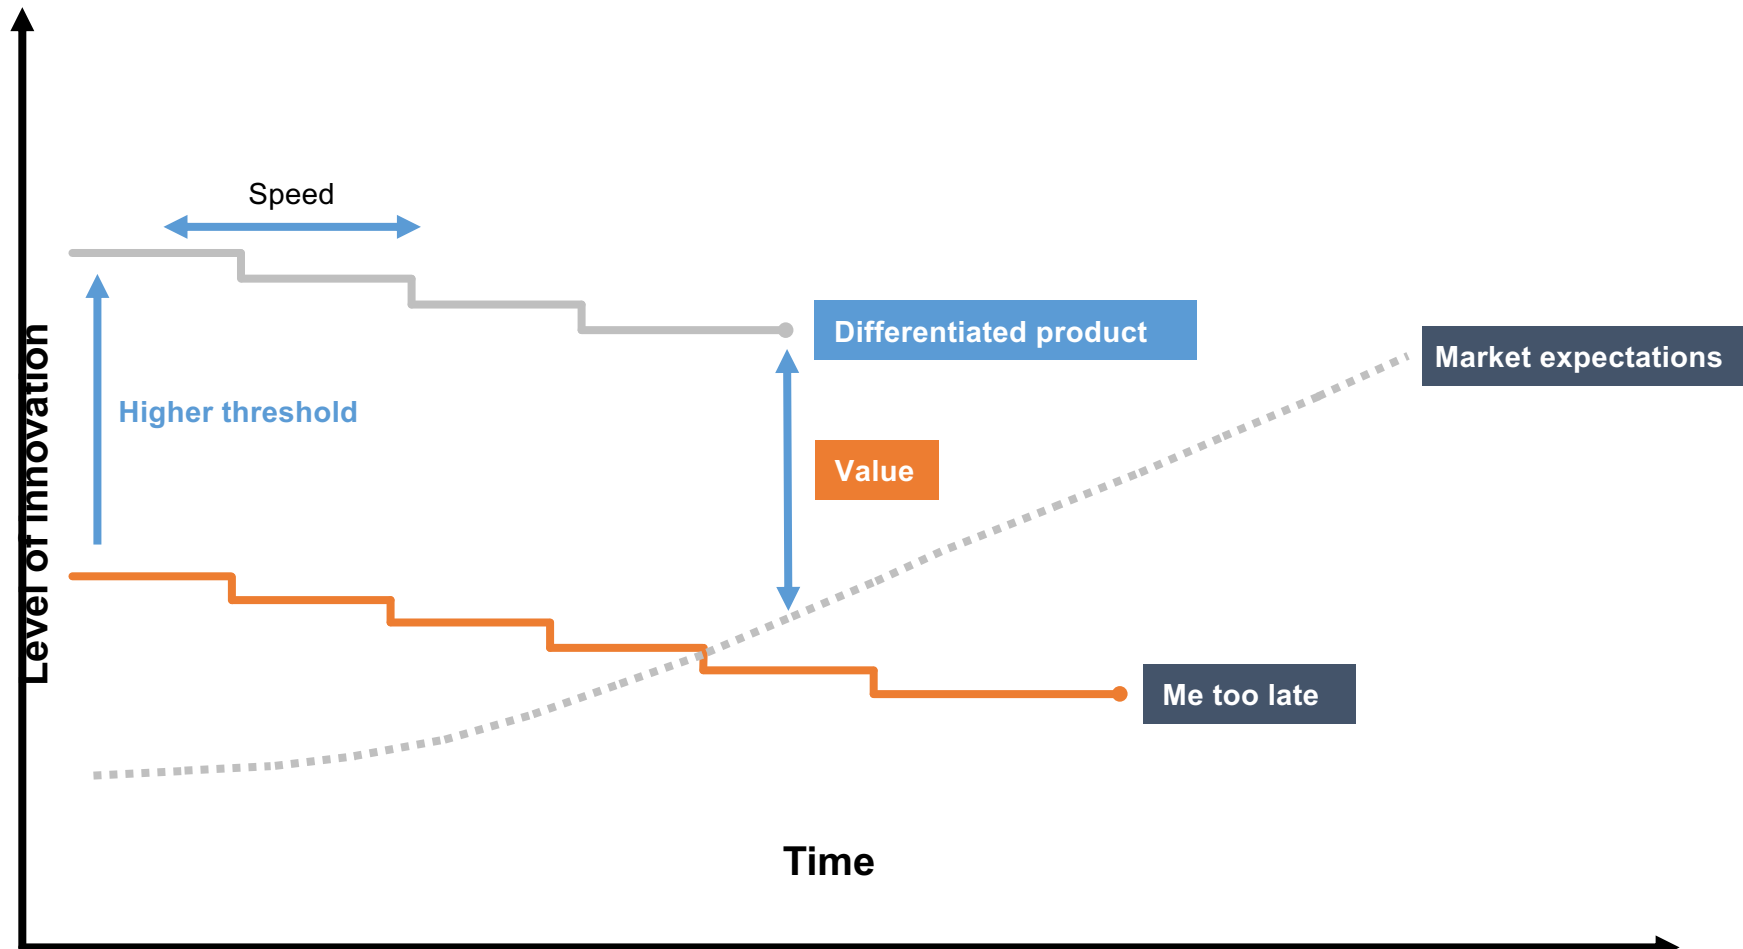 Speed
Differentiated product
Market expectations
Higher threshold
Level of innovation
Value
Me too late
Time